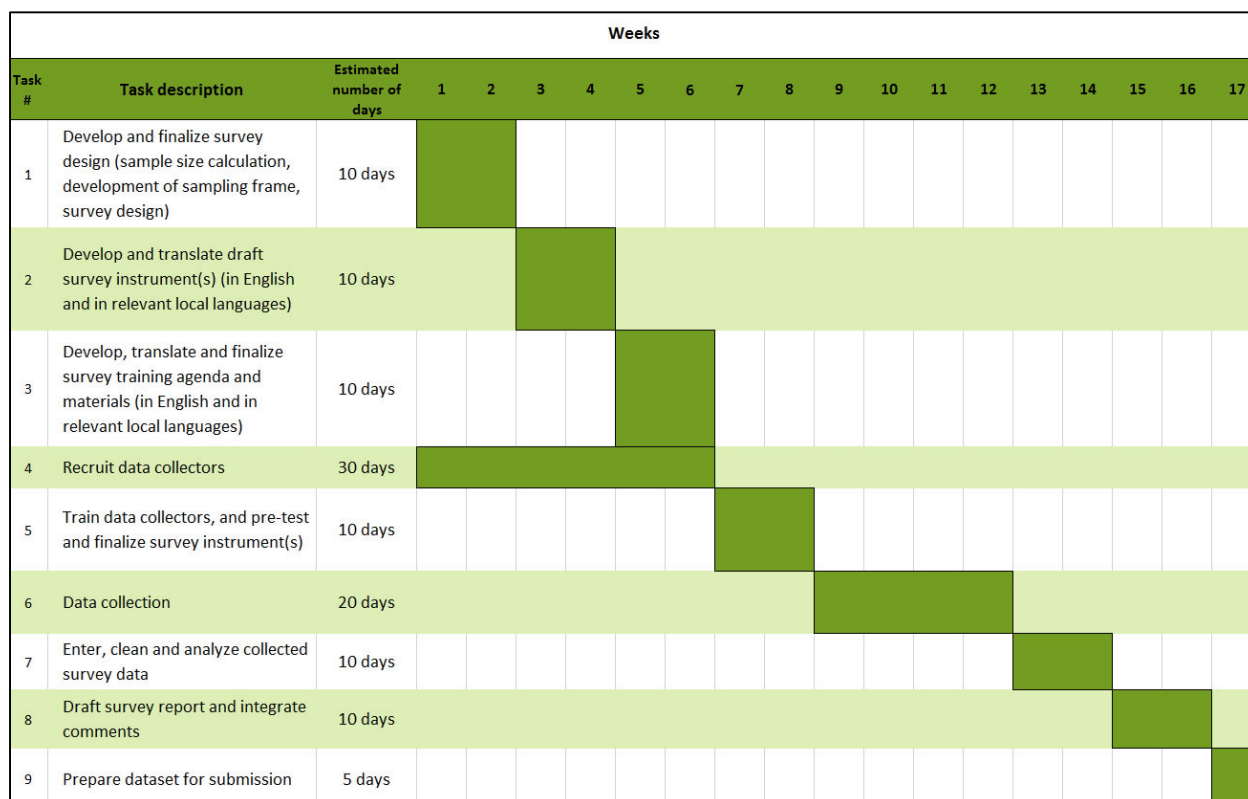 Weeks
Task # Task description Estimated number of days 1 2 3 4 5 6 7 8 9 10 11 12 13 14 15 16 17
1 Develop and finalize survey design (sample size calculation, development of sampling frame, survey design) 10 days
2 Develop and translate draft survey instrument(s) (in English and in relevant local languages) 10 days
3 Develop, translate and finalize survey training agenda and materials (in English and in relevant local languages) 10 days
4 Recruit data collectors 30 days
5 Train data collectors, and pre-test and finalize survey instrument(s) 10 days
6 Data collection 20 days
7 Enter, clean and analyze collected survey data 10 days
8 Draft survey report and integrate comments 10 days
9 Prepare dataset for submission 5 days